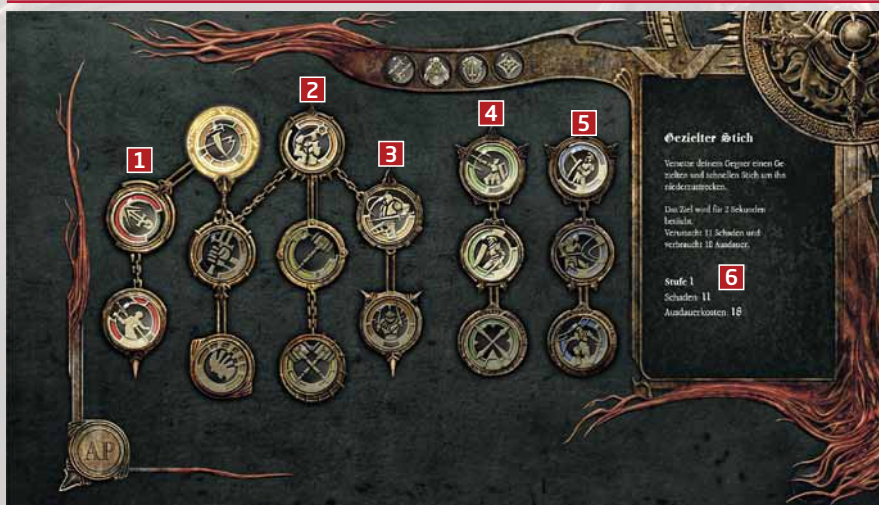 2
4
5
1
3
Gezielter Stich
Versetze deinem Gegner einen Ge-
zielten und schnellen Stich um ihn
niederzustrecken.
Das Ziel wird für 2 Sekunden
betäubt.
Verursacht 11 Schaden und
verbraucht 18 Ausdauer.
6
Stufe 1
Schaden: 11
Ausdauerkosten: 18
AP